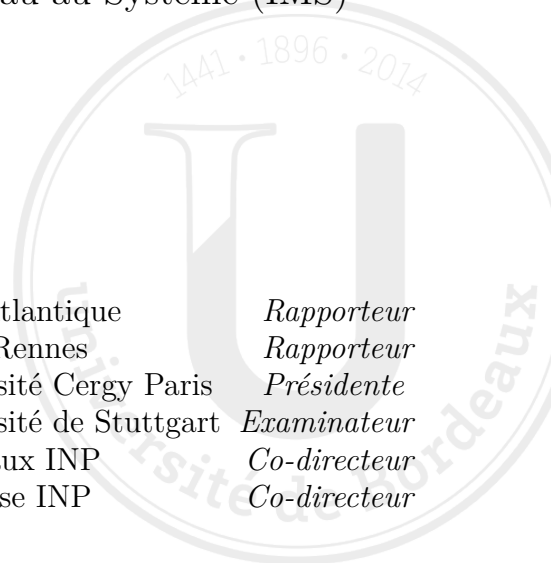 au Système (IMS)
1441 · 1896 · 2014
tlantique Rapporteur
Rennes Rapporteur
sité Cergy Paris Présidente
sité de Stuttgart Examinateur
ux INP Co-directeur
se INP Co-directeur
université de Bordeaux